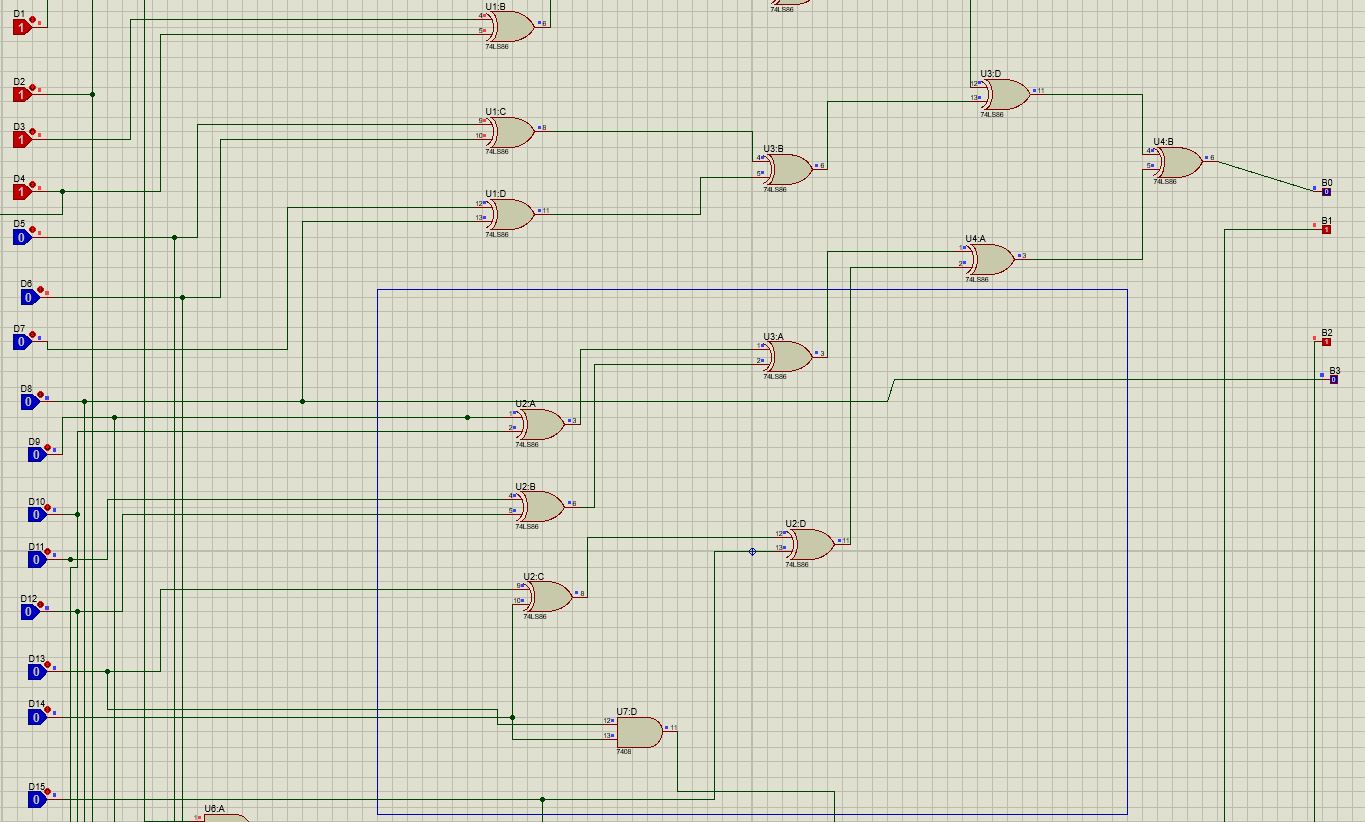 74LS86
D1
1
U1:B
4
5
6
74LS86
D2
1
U3:D
12
13
11
74LS86
D3
1
U1:C
9
10
8
74LS86
U3:B
4
5
6
74LS86
U4:B
4
5
6
74LS86
D4
1
B0
0
U1:D
12
13
11
74LS86
D5
0
B1
1
U4:A
1
2
3
74LS86
D6
0
D7
0
U3:A
1
2
3
74LS86
B2
1
B3
0
D8
0
U2:A
1
2
3
74LS86
D9
0
U2:B
4
5
6
74LS86
D10
0
D11
0
U2:D
12
13
11
74LS86
U2:C
9
10
8
74LS86
D12
0
D13
0
D14
0
U7:D
12
13
11
7408
D15
0
U6:A
1